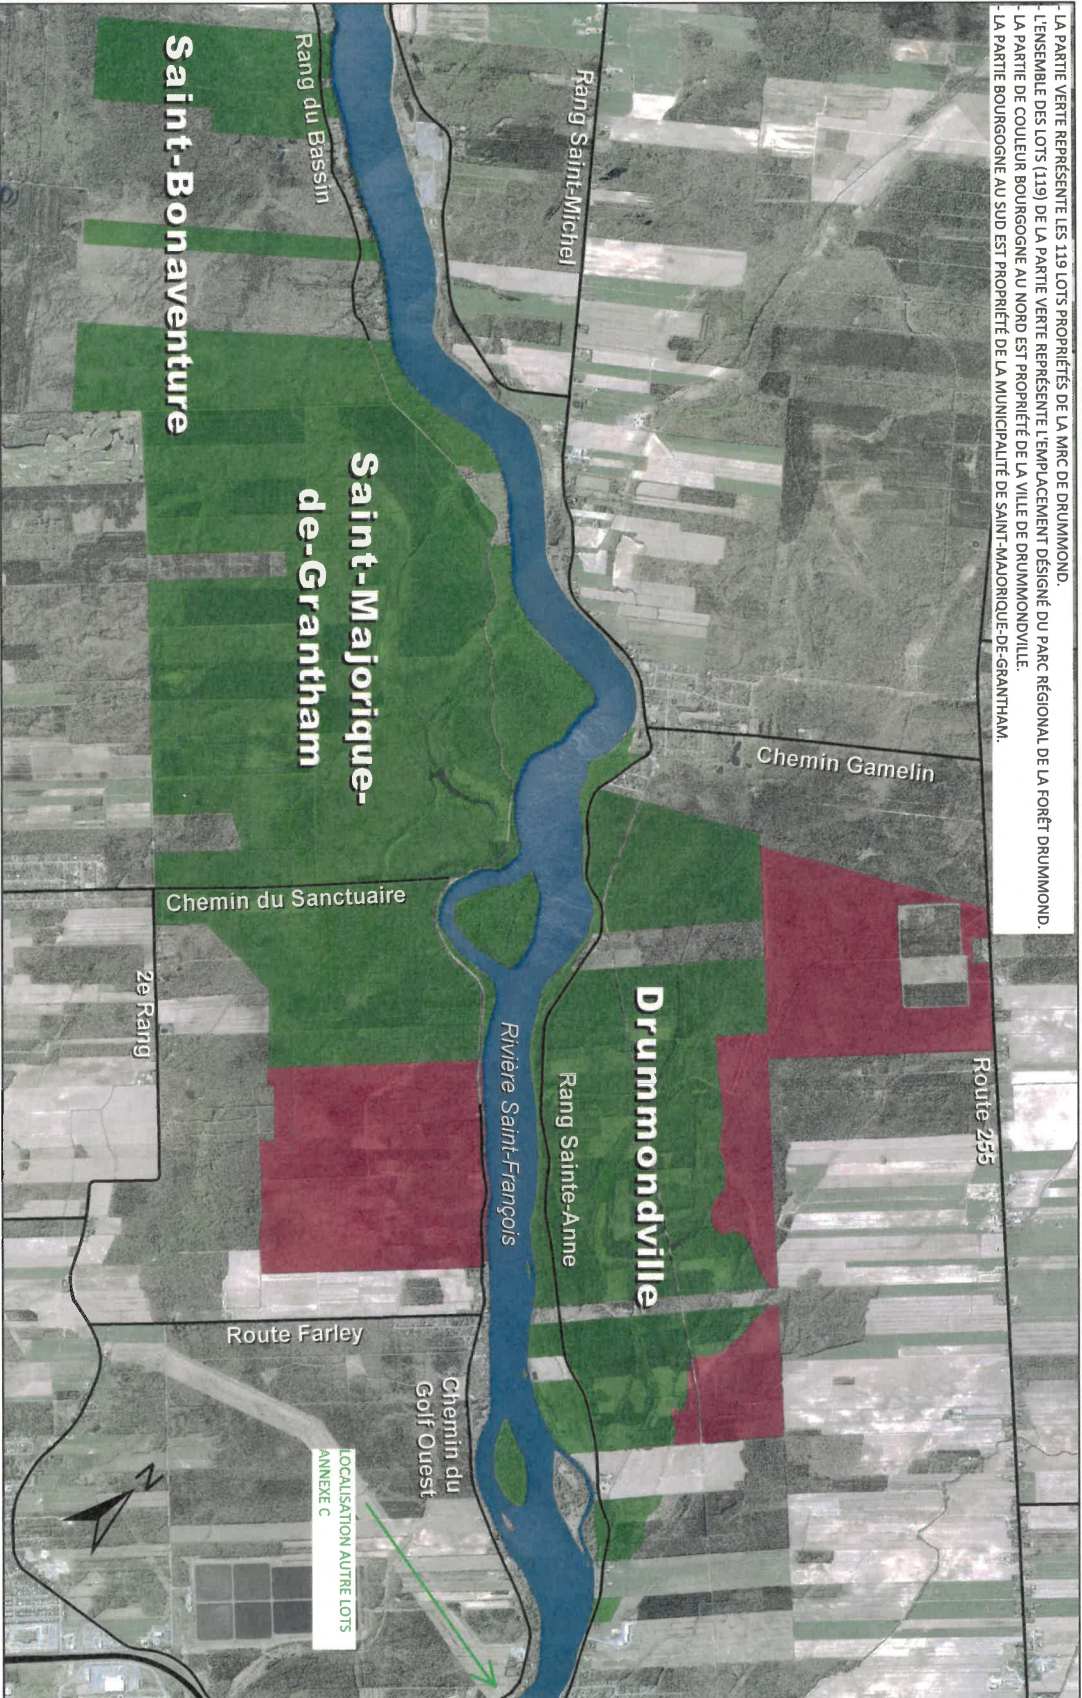 - LA PARTIE VERTE REPRÉSENTE LES 119 LOTS PROPRIÉTÉS DE LA MRC DE DRUMMOND.
- L'ENSEMBLE DES LOTS (119) DE LA PARTIE VERTE REPRÉSENTE L'EMPLACEMENT DÉSIGNÉ DU PARC RÉGIONAL DE LA FORÊT DRUMMOND.
- LA PARTIE DE COULEUR BOURGOGNE AU NORD EST PROPRIÉTÉ DE LA VILLE DE DRUMMONDVILLE.
- LA PARTIE BOURGOGNE AU SUD EST PROPRIÉTÉ DE LA MUNICIPALITÉ DE SAINT-MAJORIQUE-DE-GRANTHAM.
Rang Saint-Michel
Rang du Bassin
Saint-Bonaventure
Saint-Majorique-
de-Grantham
Chemin Gamelin
Chemin du Sanctuaire
2e Rang
Route 255
Drummondville
Rang Sainte-Anne
Rivière Saint-François
Route Farley
Chemin du
Golf Ouest
LOCALISATION AUTRE LOTS
ANNEXE C
N